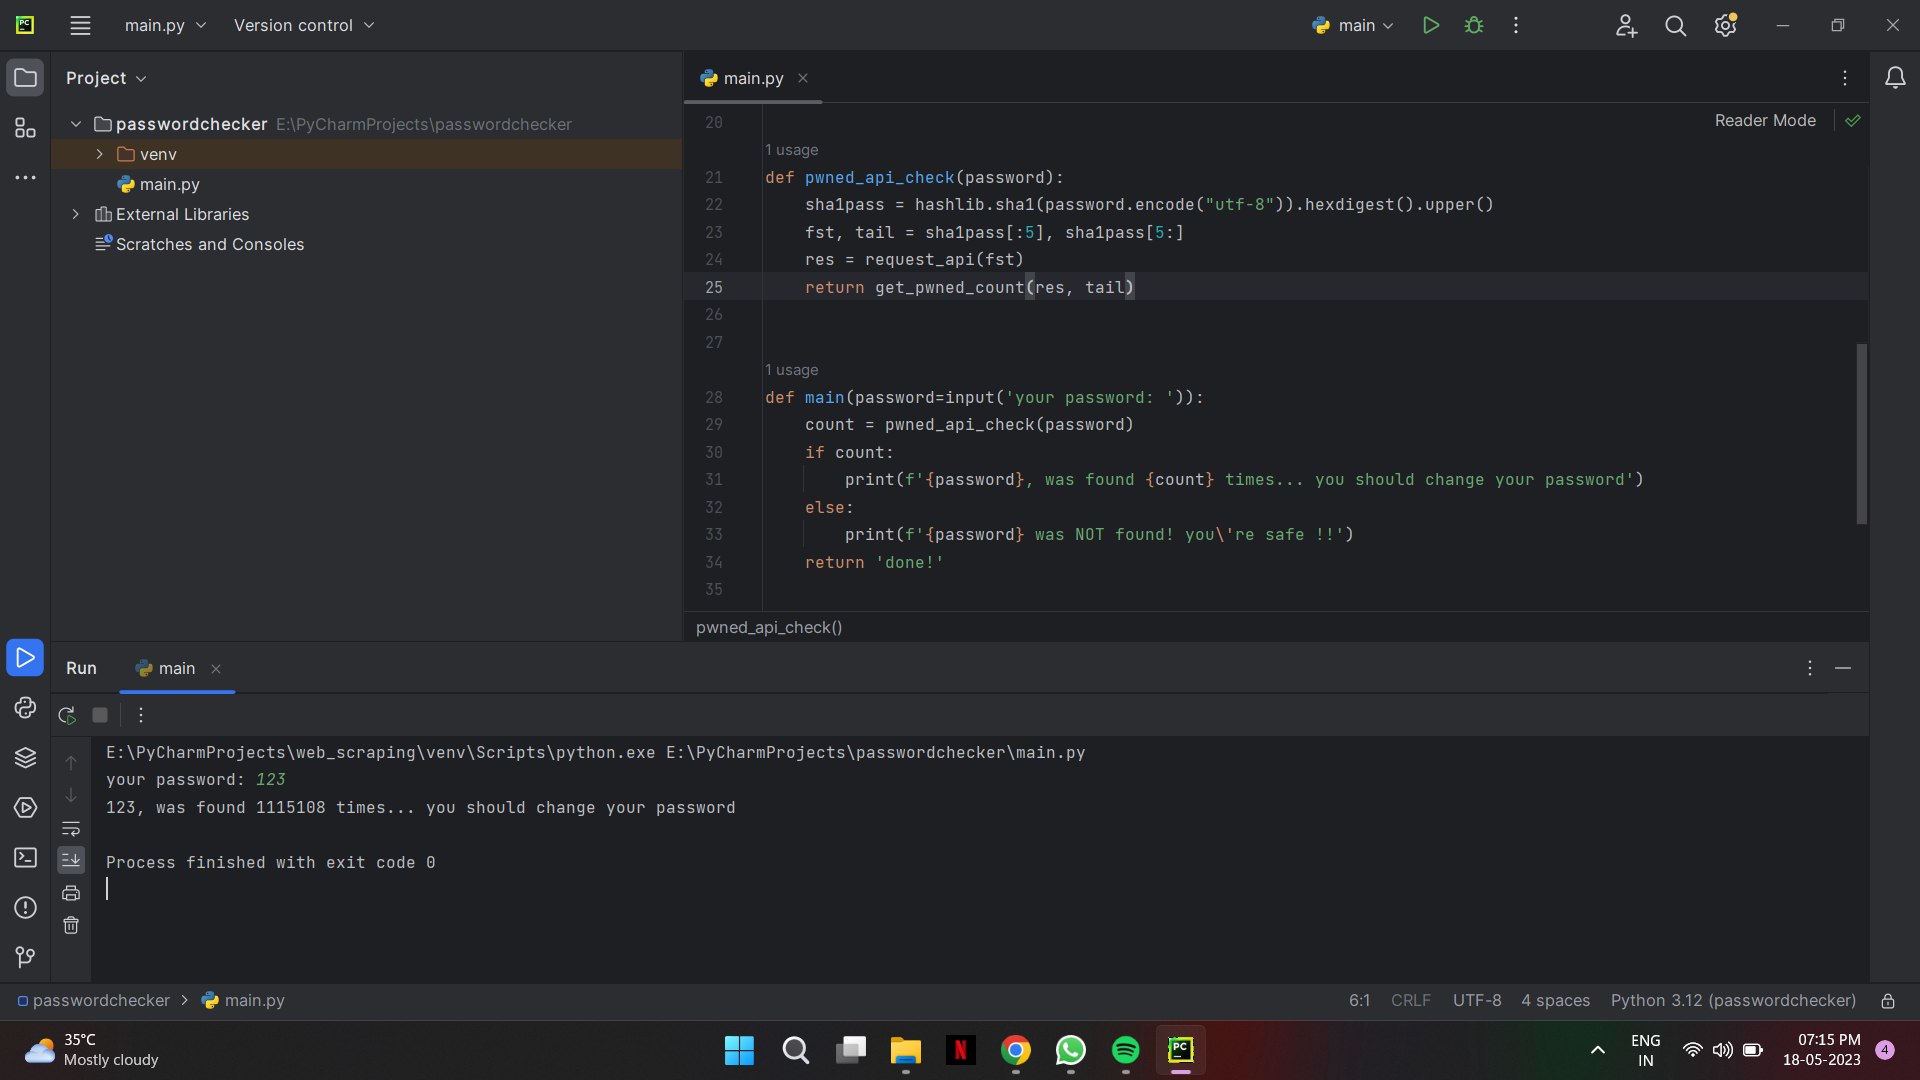 PC
main.py
Version control
main
Project
main.py
passwordchecker E:\PyCharmProjects\passwordchecker
venv
main.py
External Libraries
Scratches and Consoles
Reader Mode
20
1 usage
21 def pwned_api_check(password):
22 sha1pass = hashlib.sha1(password.encode("utf-8")).hexdigest().upper()
23 fst, tail = sha1pass[:5], sha1pass[5:]
24 res = request_api(fst)
25 return get_pwned_count(res, tail)
26
27
1 usage
28 def main(password=input('your password: ')):
29 count = pwned_api_check(password)
30 if count:
31 print(f'{password}, was found {count} times... you should change your password')
32 else:
33 print(f'{password} was NOT found! you\'re safe !!')
34 return 'done!'
35
pwned_api_check()
Run
main
E:\PyCharmProjects\web_scraping\venv\Scripts\python.exe E:\PyCharmProjects\passwordchecker\main.py
your password: 123
123, was found 1115108 times... you should change your password
Process finished with exit code 0
passwordchecker > main.py
6:1 CRLF UTF-8 4 spaces Python 3.12 (passwordchecker)
35°C
Mostly cloudy
N
PC
ENG
IN
07:15 PM
18-05-2023
4